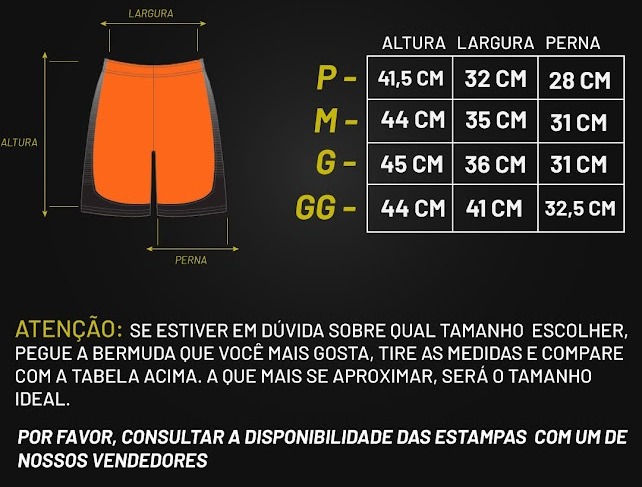 LARGURA
ALTURA
PERNA
ALTURA LARGURA PERNA
P - 41,5 CM 32 CM 28 CM
M - 44 CM 35 CM 31 CM
G - 45 CM 36 CM 31 CM
GG - 44 CM 41 CM 32,5 CM
ATENÇÃO: SE ESTIVER EM DÚVIDA SOBRE QUAL TAMANHO ESCOLHER,
PEGUE A BERMUDA QUE VOCÊ MAIS GOSTA, TIRE AS MEDIDAS E COMPARE
COM A TABELA ACIMA. A QUE MAIS SE APROXIMAR, SERÁ O TAMANHO
IDEAL.
POR FAVOR, CONSULTAR A DISPONIBILIDADE DAS ESTAMPAS COM UM DE
NOSSOS VENDEDORES